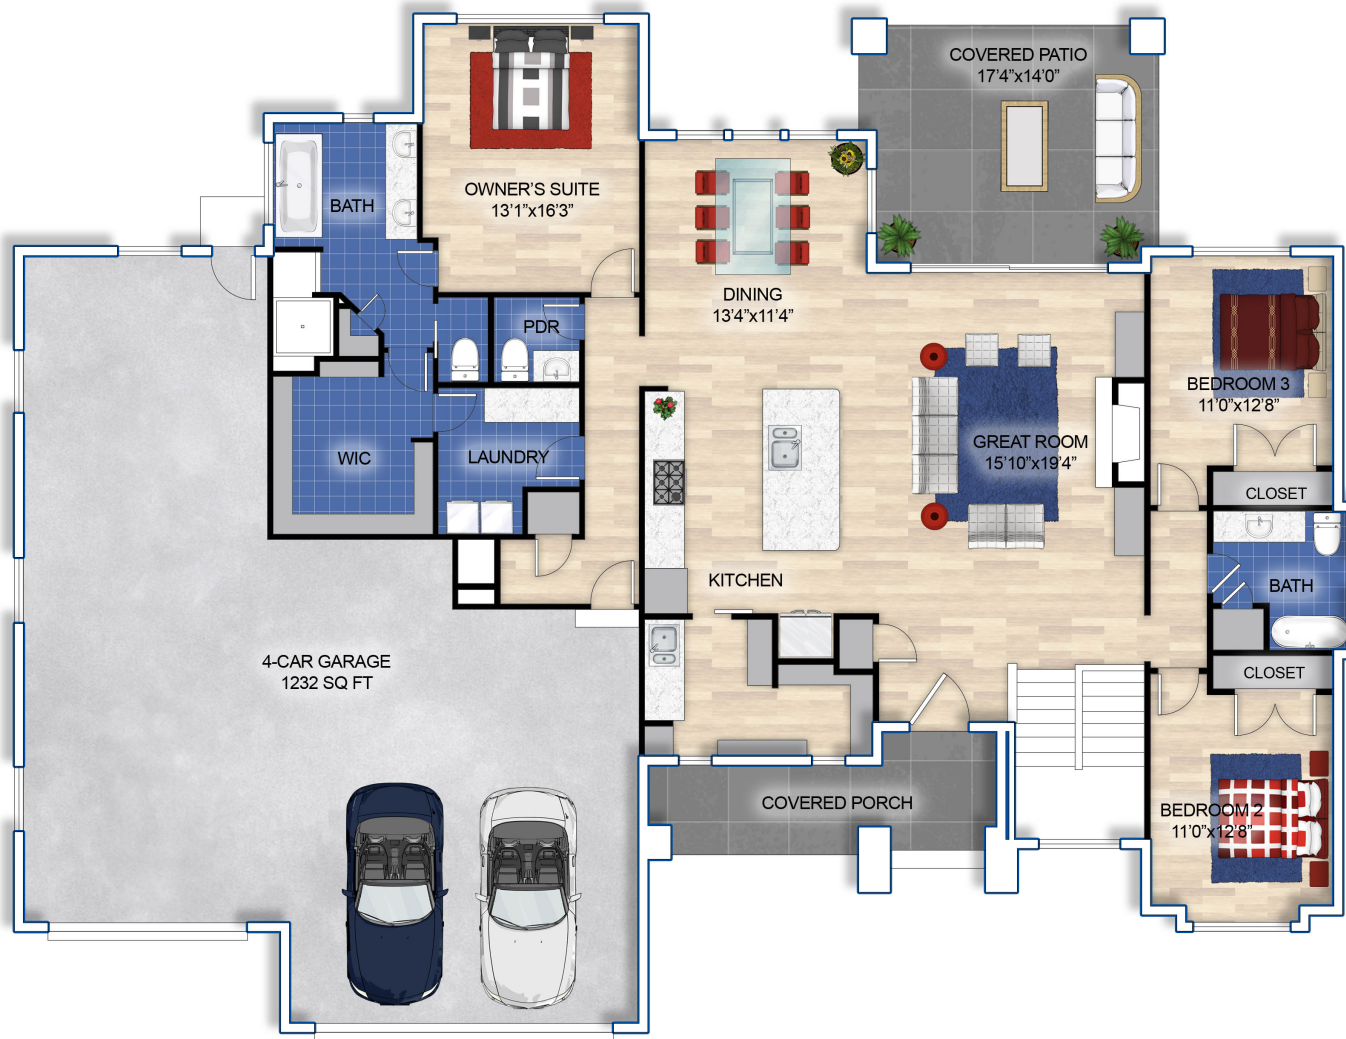 COVERED PATIO
17'4"x14'0"
OWNER'S SUITE
13'1"x16'3"
BATH
DINING
13'4"x11'4"
PDR
BEDROOM 3
11'0"x12'8"
GREAT ROOM
15'10"x19'4"
WIC
LAUNDRY
CLOSET
KITCHEN
BATH
4-CAR GARAGE
1232 SQ FT
CLOSET
COVERED PORCH
BEDROOM 2
11'0"x12'8"